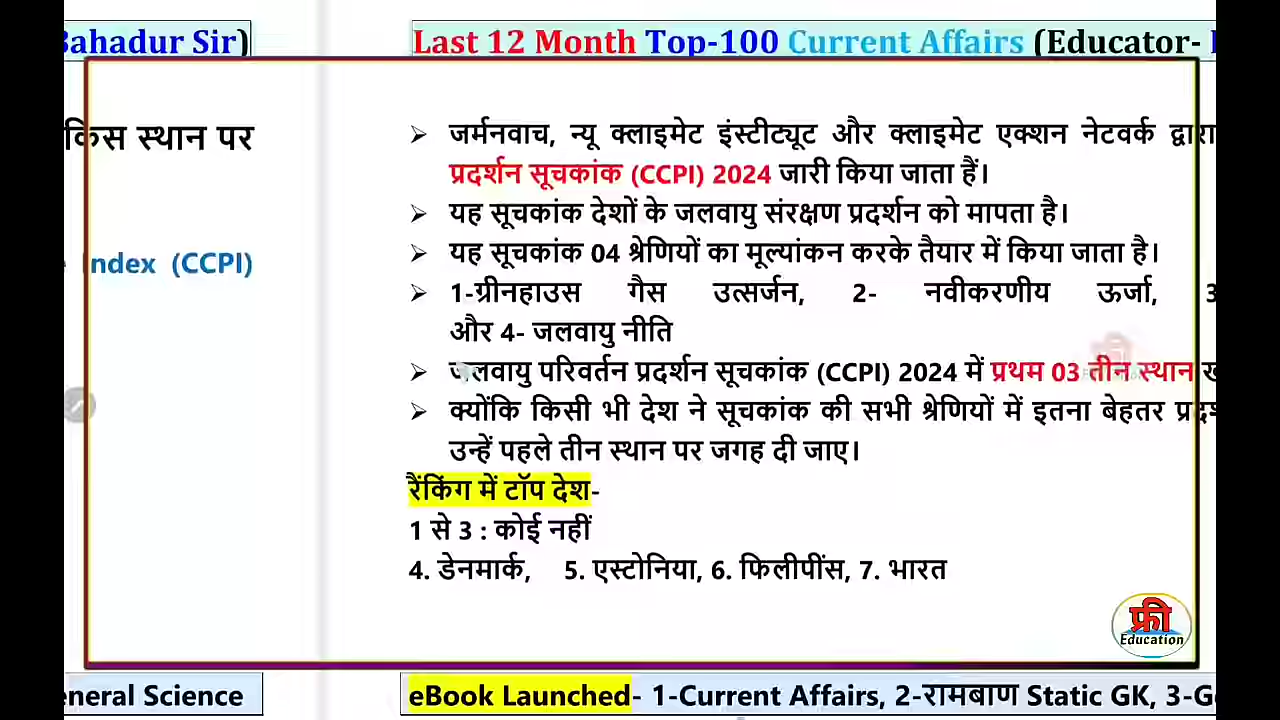 Bahadur Sir)
Last 12 Month Top-100 Current Affairs (Educator-
किस स्थान पर
Index (CCPI)
➢ जर्मनवाच, न्यू क्लाइमेट इंस्टीट्यूट और क्लाइमेट एक्शन नेटवर्क द्वारा
प्रदर्शन सूचकांक (CCPI) 2024 जारी किया जाता हैं।
➢ यह सूचकांक देशों के जलवायु संरक्षण प्रदर्शन को मापता है।
➢ यह सूचकांक 04 श्रेणियों का मूल्यांकन करके तैयार में किया जाता है।
➢ 1-ग्रीनहाउस गैस उत्सर्जन, 2- नवीकरणीय ऊर्जा,
और 4- जलवायु नीति
➢ जलवायु परिवर्तन प्रदर्शन सूचकांक (CCPI) 2024 में प्रथम 03 तीन स्थान
➢ क्योंकि किसी भी देश ने सूचकांक की सभी श्रेणियों में इतना बेहतर
उन्हें पहले तीन स्थान पर जगह दी जाए।
रैंकिंग में टॉप देश-
1 से 3 : कोई नहीं
4. डेनमार्क, 5. एस्टोनिया, 6. फिलीपींस, 7. भारत
फ्री
Education
General Science
eBook Launched- 1-Current Affairs, 2-रामबाण Static GK,